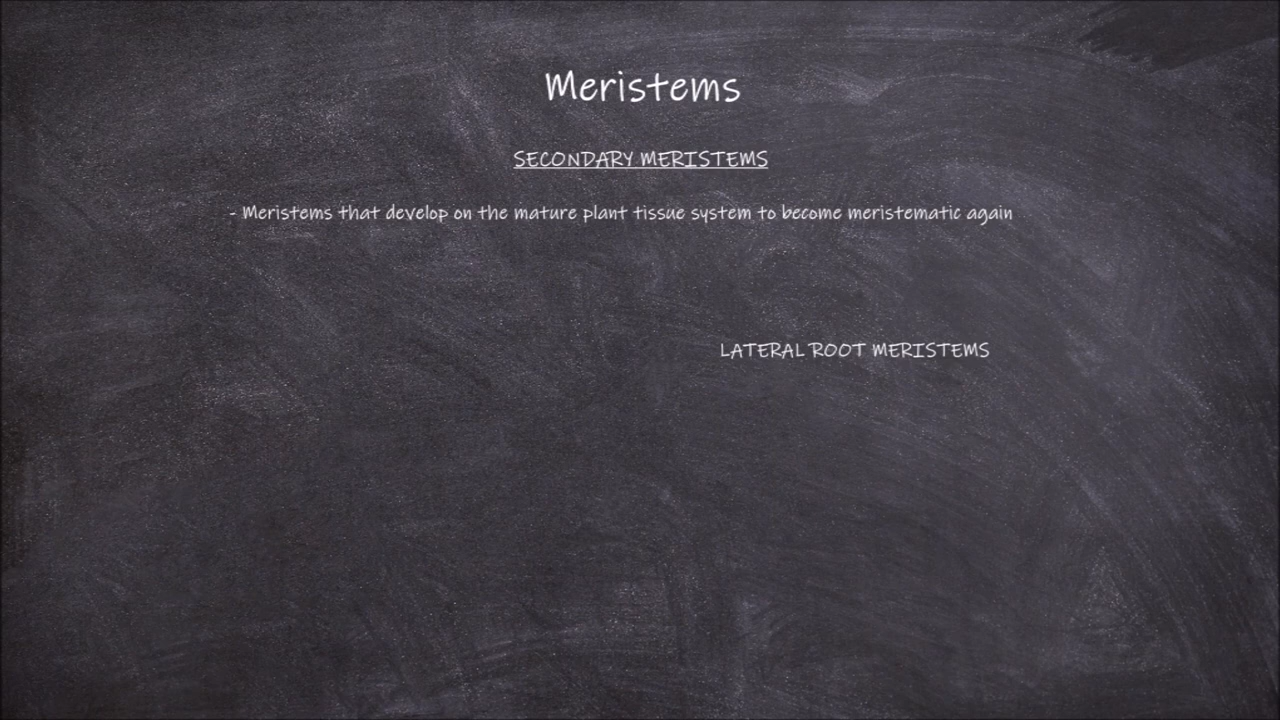 Meristems
SECONDARY MERISTEMS
- Meristems that develop on the mature plant tissue system to become meristematic again
LATERAL ROOT MERISTEMS